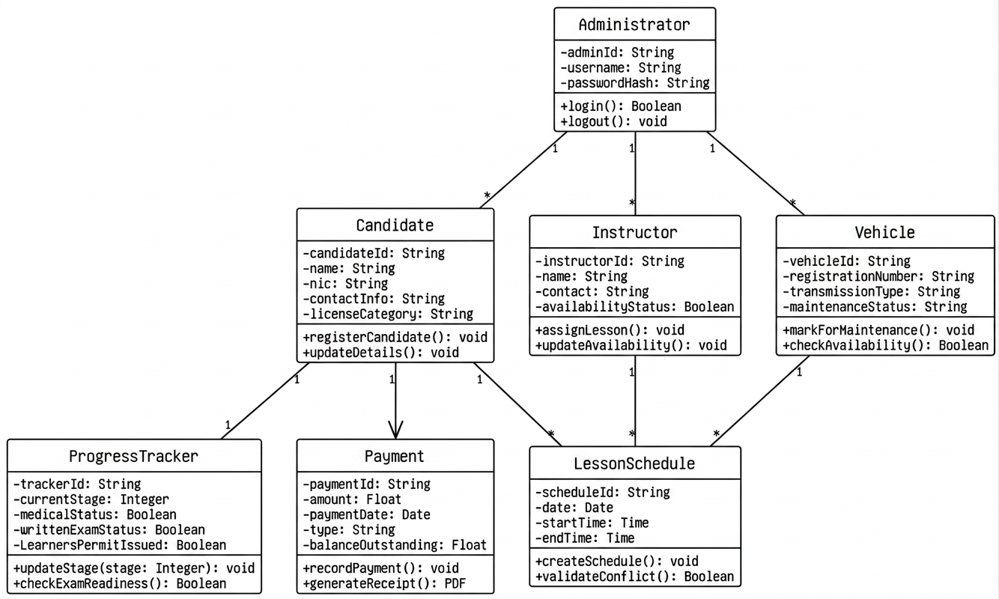 Administrator
-adminId: String
-username: String
-passwordHash: String
+login(): Boolean
+logout(): void
1
1
1
*
*
*
Candidate
-candidateId: String
-name: String
-nic: String
-contactInfo: String
-licenseCategory: String
+registerCandidate(): void
+updateDetails(): void
Instructor
-instructorId: String
-name: String
-contact: String
-availabilityStatus: Boolean
+assignLesson(): void
+updateAvailability(): void
Vehicle
-vehicleId: String
-registrationNumber: String
-transmissionType: String
-maintenanceStatus: String
+markForMaintenance(): void
+checkAvailability(): Boolean
1
1
1
1
1
1
*
*
*
ProgressTracker
-trackerId: String
-currentStage: Integer
-medicalStatus: Boolean
-writtenExamStatus: Boolean
-LearnersPermitIssued: Boolean
+updateStage(stage: Integer): void
+checkExamReadiness(): Boolean
Payment
-paymentId: String
-amount: Float
-paymentDate: Date
-type: String
-balanceOutstanding: Float
+recordPayment(): void
+generateReceipt(): PDF
LessonSchedule
-scheduleId: String
-date: Date
-startTime: Time
-endTime: Time
+createSchedule(): void
+validateConflict(): Boolean